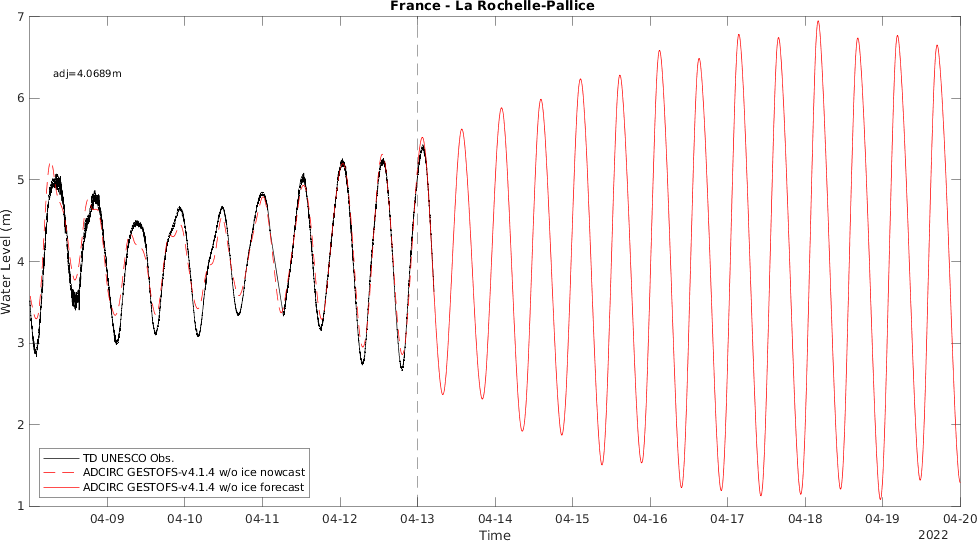 France - La Rochelle-Pallice
adj=4.0689m
7
6
5
4
3
2
1
Water Level (m)
TD UNESCO Obs.
ADCIRC GESTOFS-v4.1.4 w/o ice nowcast
ADCIRC GESTOFS-v4.1.4 w/o ice forecast
04-09 04-10 04-11 04-12 04-13 04-14 04-15 04-16 04-17 04-18 04-19 04-20
Time
2022